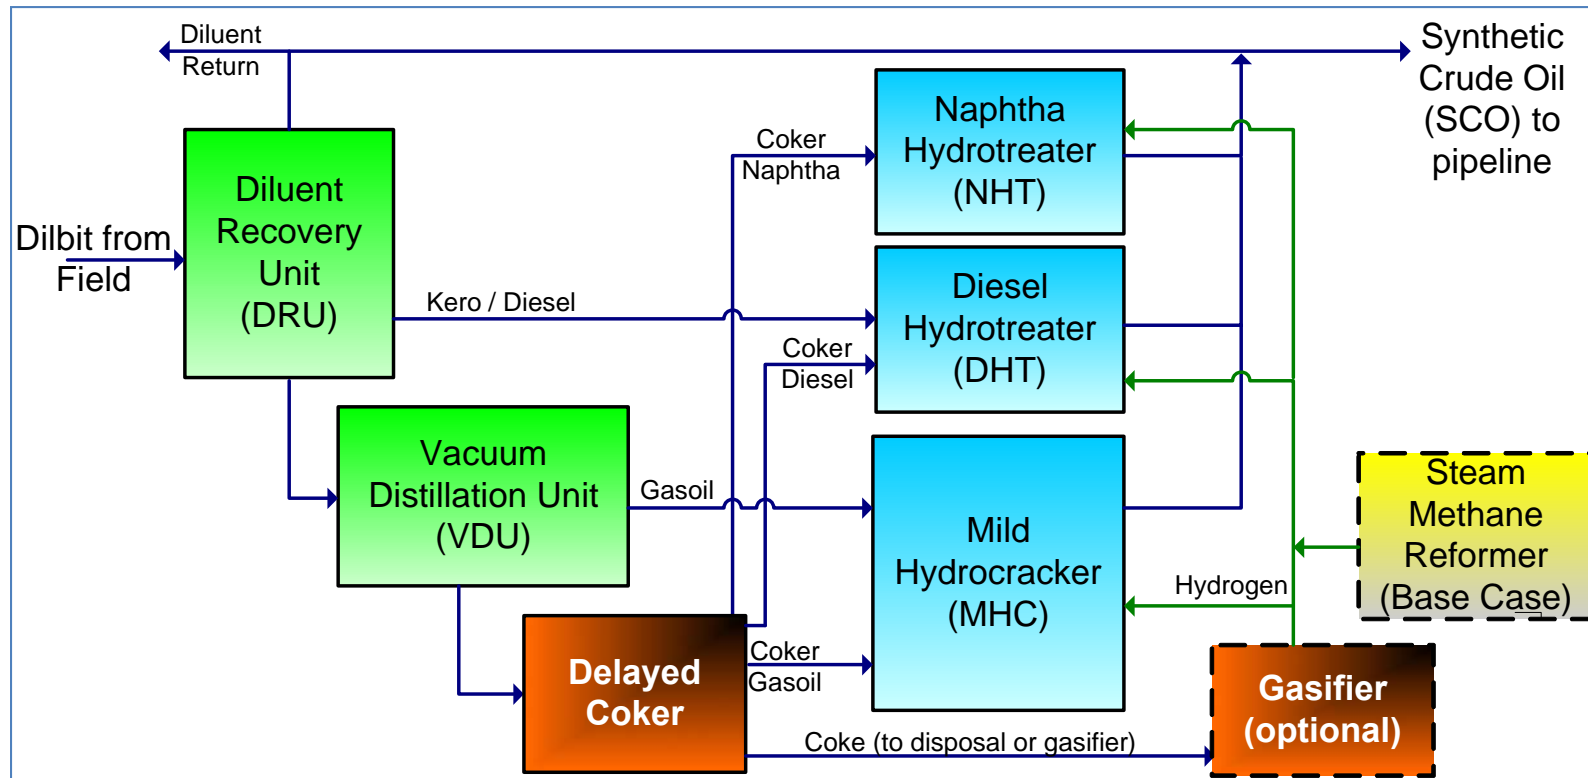 Diluent
Return
Synthetic
Crude Oil
(SCO) to
pipeline
Naphtha
Hydrotreater
(NHT)
Coker
Naphtha
Diluent
Recovery
Unit
(DRU)
Dilbit from
Field
Kero / Diesel
Diesel
Hydrotreater
(DHT)
Coker
Diesel
Vacuum
Distillation Unit
(VDU)
Gasoil
Mild
Hydrocracker
(MHC)
Steam
Methane
Reformer
(Base Case)
Hydrogen
Delayed
Coker
Coker
Gasoil
Gasifier
(optional)
Coke (to disposal or gasifier)